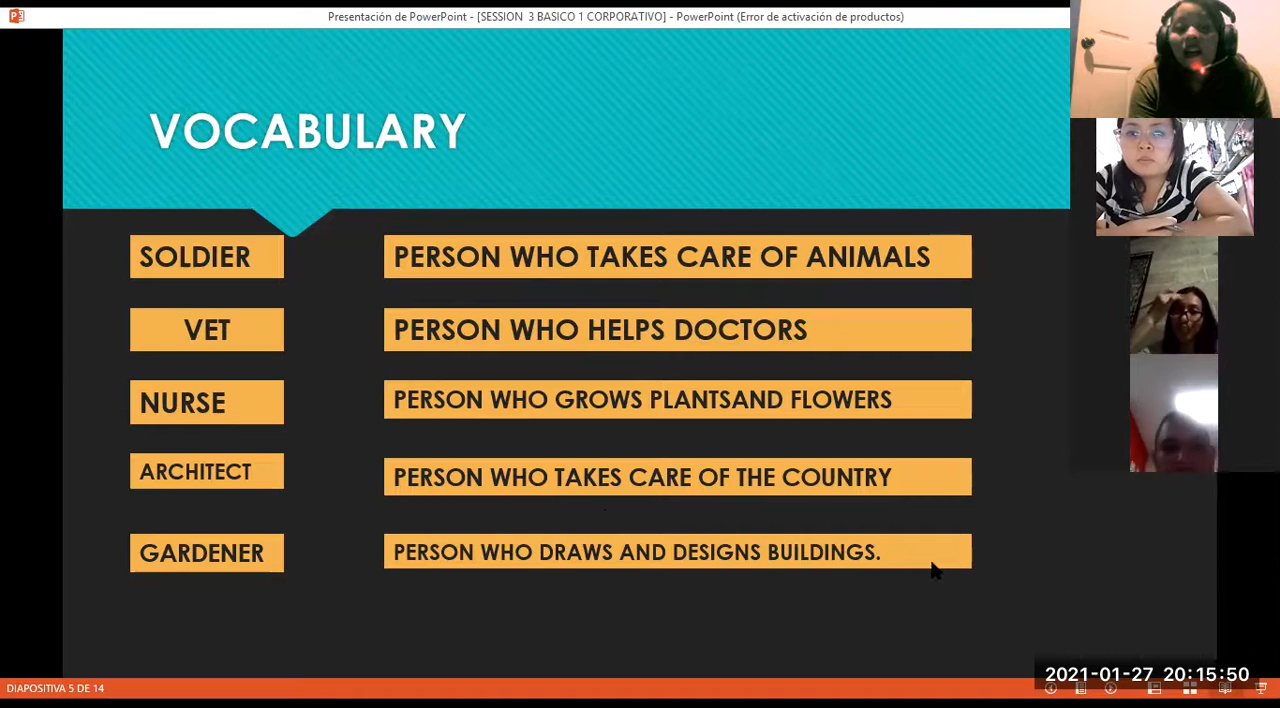 Presentación de PowerPoint - [SESSION 3 BASICO 1 CORPORATIVO] - PowerPoint (Error de activación de productos)
VOCABULARY
SOLDIER
PERSON WHO TAKES CARE OF ANIMALS
VET
PERSON WHO HELPS DOCTORS
NURSE
PERSON WHO GROWS PLANTSAND FLOWERS
ARCHITECT
PERSON WHO TAKES CARE OF THE COUNTRY
GARDENER
PERSON WHO DRAWS AND DESIGNS BUILDINGS.
2021-01-27 20:15:50
DIAPOSITIVA 5 DE 14